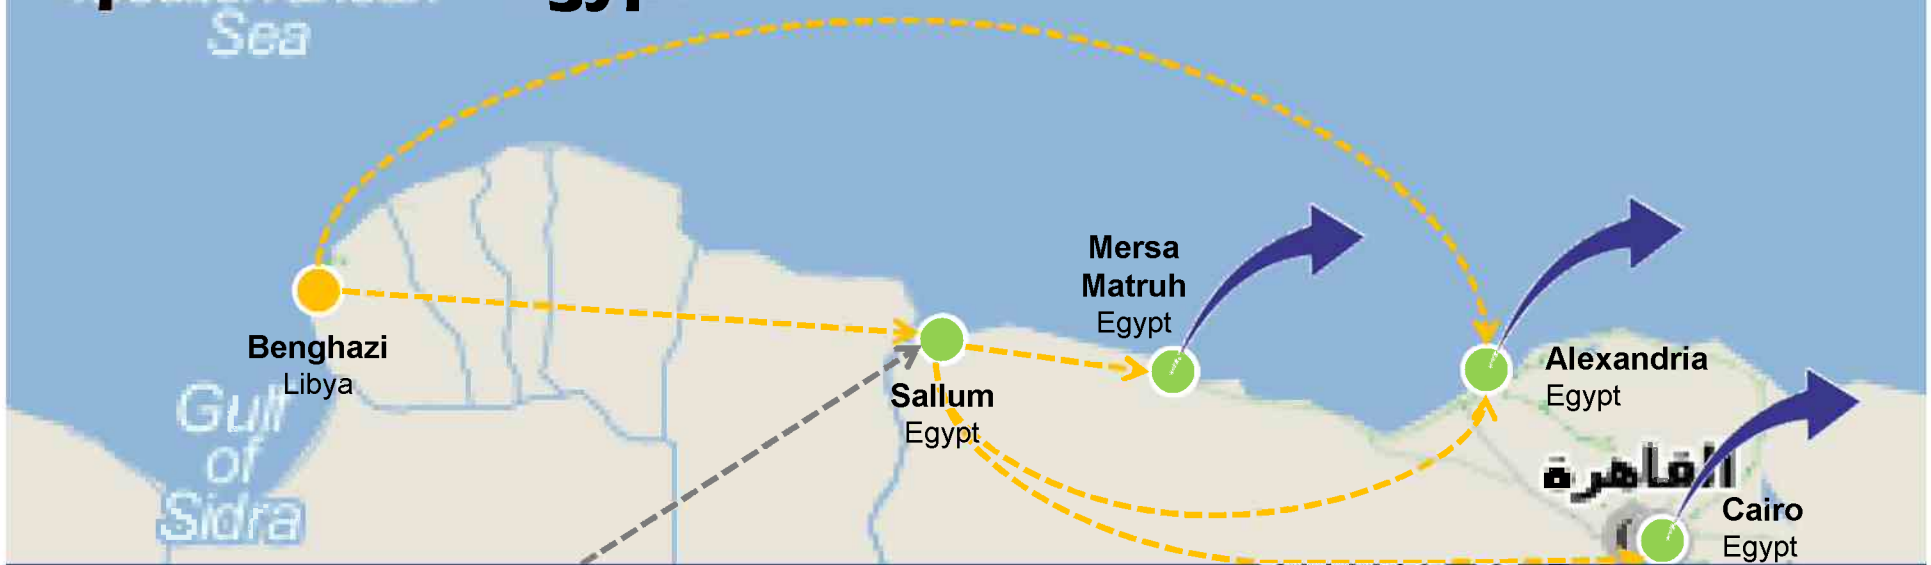 Sea
Mersa
Matruh
Egypt
Benghazi
Libya
Alexandria
Egypt
Sallum
Egypt
Gulf
of
Sidra
القاهرة
Cairo
Egypt